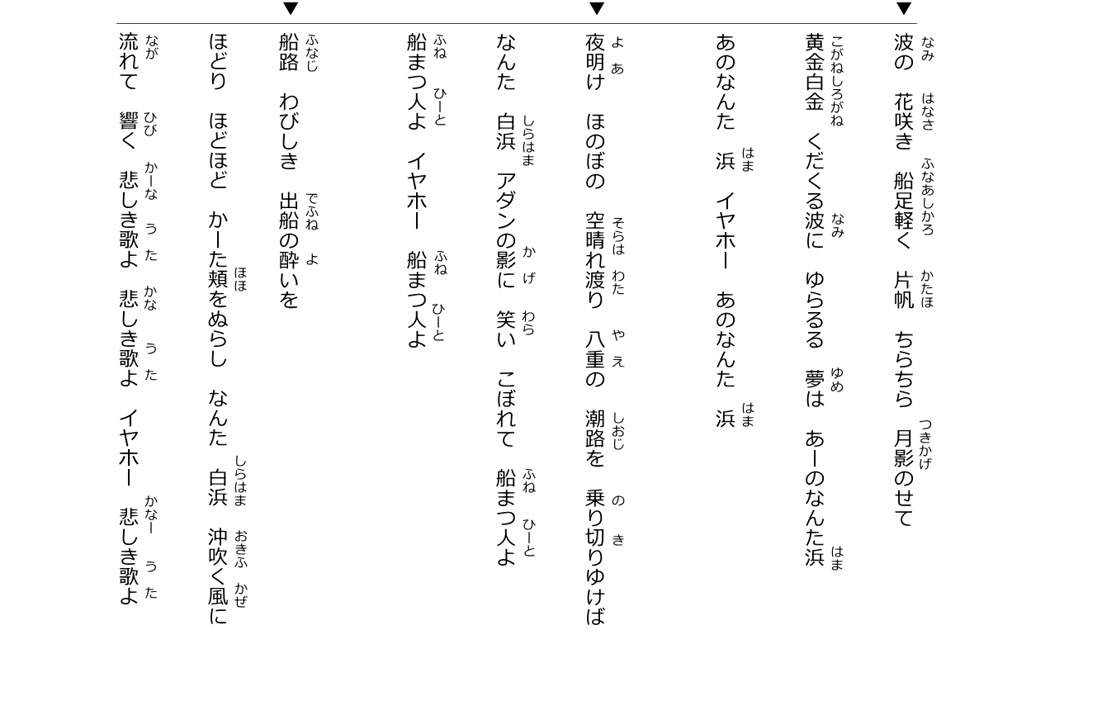 波の　花咲き　船足軽く　片帆　ちらちら　月影のせて
黄金白金　くだくる波に　ゆらるる　夢は　あーのなんた浜
あのなんた　浜　イヤホー　あのなんた　浜
夜明け　ほのぼの　空晴れ渡り　八重の　潮路を　乗り切りゆけば
なんた　白浜　アダンの影に　笑い　こぼれて　船まつ人よ
船まつ人よ　イヤホー　船まつ人よ
船路　わびしき　出船の酔いを
ほどり　ほどほど　かーた頬をぬらし　なんた　白浜　沖吹く風に
流れて　響く　悲しき歌よ　悲しき歌よ　イヤホー　悲しき歌よ